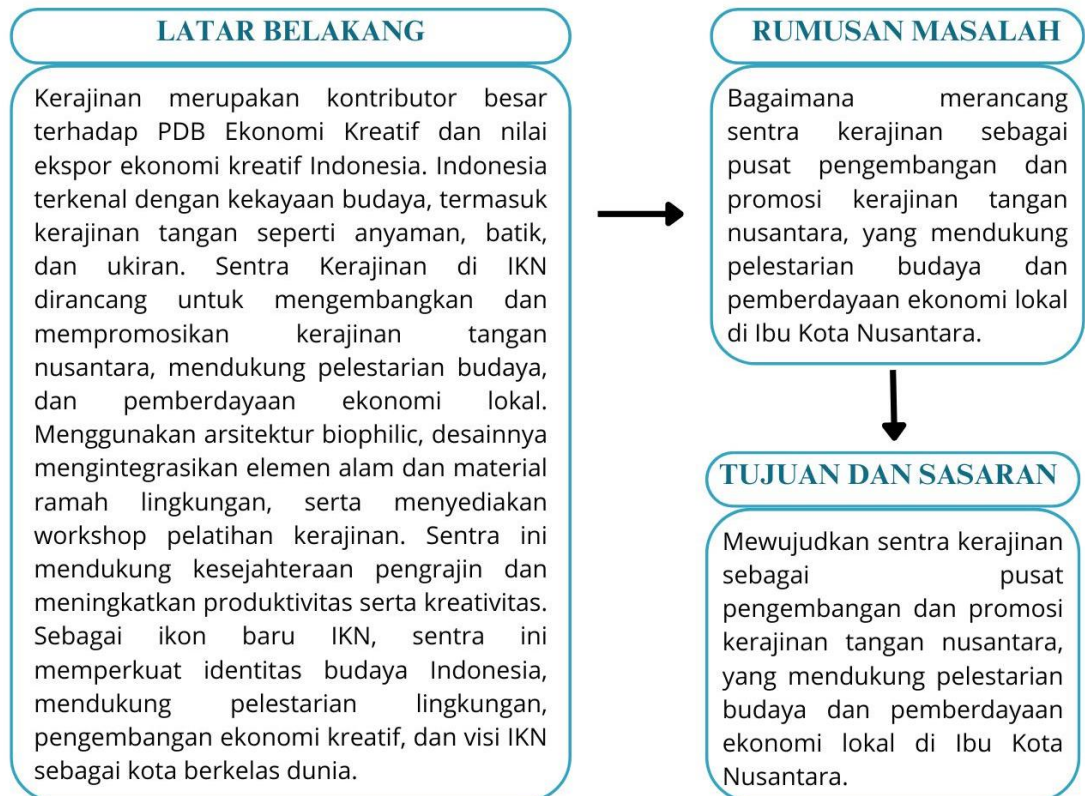 LATAR BELAKANG
Kerajinan merupakan kontributor besar
terhadap PDB Ekonomi Kreatif dan nilai
ekspor ekonomi kreatif Indonesia. Indonesia
terkenal dengan kekayaan budaya, termasuk
kerajinan tangan seperti anyaman, batik,
dan ukiran. Sentra Kerajinan di IKN
dirancang untuk mengembangkan dan
mempromosikan kerajinan tangan
nusantara, mendukung pelestarian budaya,
dan pemberdayaan ekonomi lokal.
Menggunakan arsitektur biophilic, desainnya
mengintegrasikan elemen alam dan material
ramah lingkungan, serta menyediakan
workshop pelatihan kerajinan. Sentra ini
mendukung kesejahteraan pengrajin dan
meningkatkan produktivitas serta kreativitas.
Sebagai ikon baru IKN, sentra ini
memperkuat identitas budaya Indonesia,
mendukung pelestarian lingkungan,
pengembangan ekonomi kreatif, dan visi IKN
sebagai kota berkelas dunia.
RUMUSAN MASALAH
Bagaimana merancang
sentra kerajinan sebagai
pusat pengembangan dan
promosi kerajinan tangan
nusantara, yang mendukung
pelestarian budaya dan
pemberdayaan ekonomi lokal
di Ibu Kota Nusantara.
TUJUAN DAN SASARAN
Mewujudkan sentra kerajinan
sebagai pusat
pengembangan dan promosi
kerajinan tangan nusantara,
yang mendukung pelestarian
budaya dan pemberdayaan
ekonomi lokal di Ibu Kota
Nusantara.